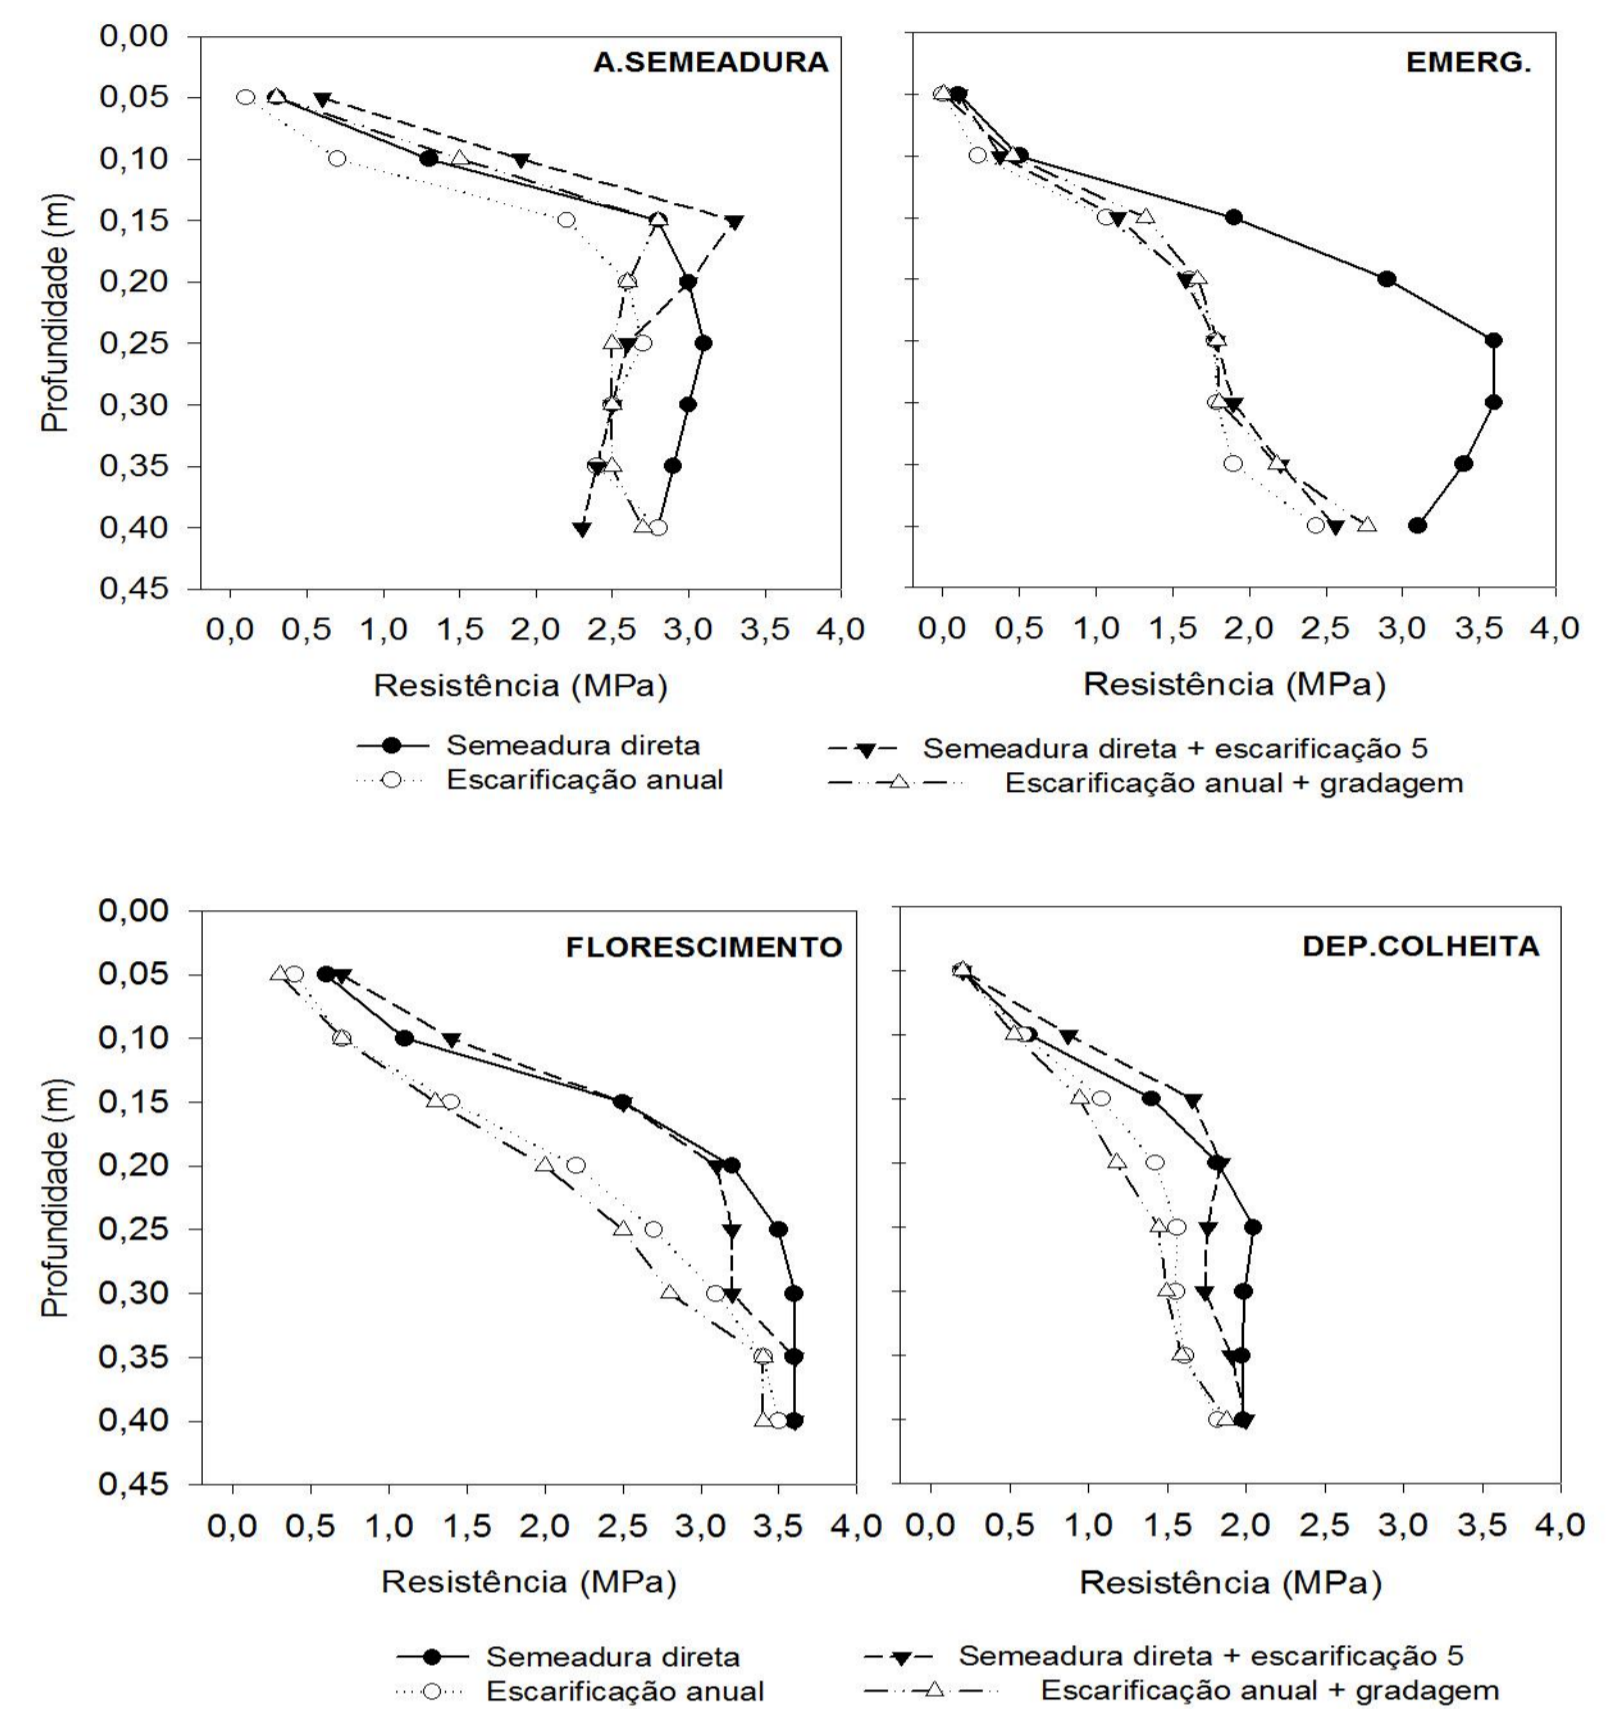 A.SEMEADURA
EMERG.
0,00
0,05
0,10
0,15
0,20
0,25
0,30
0,35
0,40
0,45
Profundidade (m)
0,0 0,5 1,0 1,5 2,0 2,5 3,0 3,5 4,0
0,0 0,5 1,0 1,5 2,0 2,5 3,0 3,5 4,0
Resistência (MPa)
Resistência (MPa)
Semeadura direta
Semeadura direta + escarificação 5
Escarificação anual
Escarificação anual + gradagem
FLORESCIMENTO
DEP.COLHEITA
0,00
0,05
0,10
0,15
0,20
0,25
0,30
0,35
0,40
0,45
Profundidade (m)
0,0 0,5 1,0 1,5 2,0 2,5 3,0 3,5 4,0
0,0 0,5 1,0 1,5 2,0 2,5 3,0 3,5 4,0
Resistência (MPa)
Resistência (MPa)
Semeadura direta
Semeadura direta + escarificação 5
Escarificação anual
Escarificação anual + gradagem